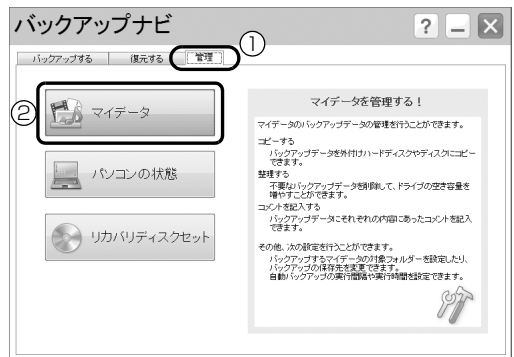 バックアップナビ
? － ×
バックアップする 復元する 管理 ①
② マイデータ
パソコンの状態
リカバリディスクセット
マイデータを管理する！
マイデータのバックアップデータの管理を行うことができます。
コピーする
バックアップデータを外付けハードディスクやディスクにコピー
できます。
整理する
不要なバックアップデータを削除して、ドライブの空き容量を
増やすことができます。
コメントを記入する
バックアップデータにそれぞれの内容にあったコメントを記入
できます。
その他、次の設定を行うことができます。
バックアップするマイデータの対象フォルダーを設定したり、
バックアップの保存先を変更できます。
自動バックアップの実行間隔や実行時間を設定できます。